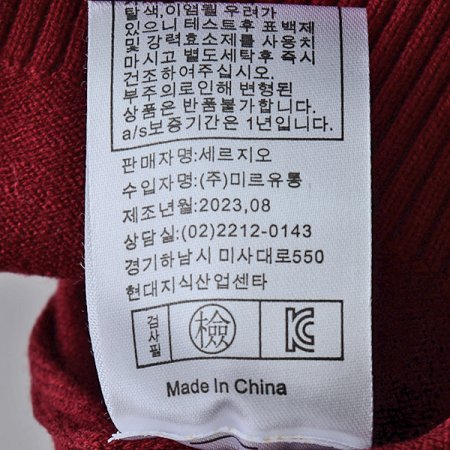 탈색,이염될 우려가
있으니 테스트후 표백제
및 강력효소제를 사용치
마시고 별도세탁후 즉시
건조하여주십시오.
부주의로인해 변형된
상품은 반품불가합니다.
a/s보증기간은 1년입니다.
판매자명:세르지오
수입자명:(주)미르유통
제조년월:2023,08
상담실:(02)2212-0143
경기하남시 미사대로550
현대지식산업센타
검사필 檢 KC
Made In China